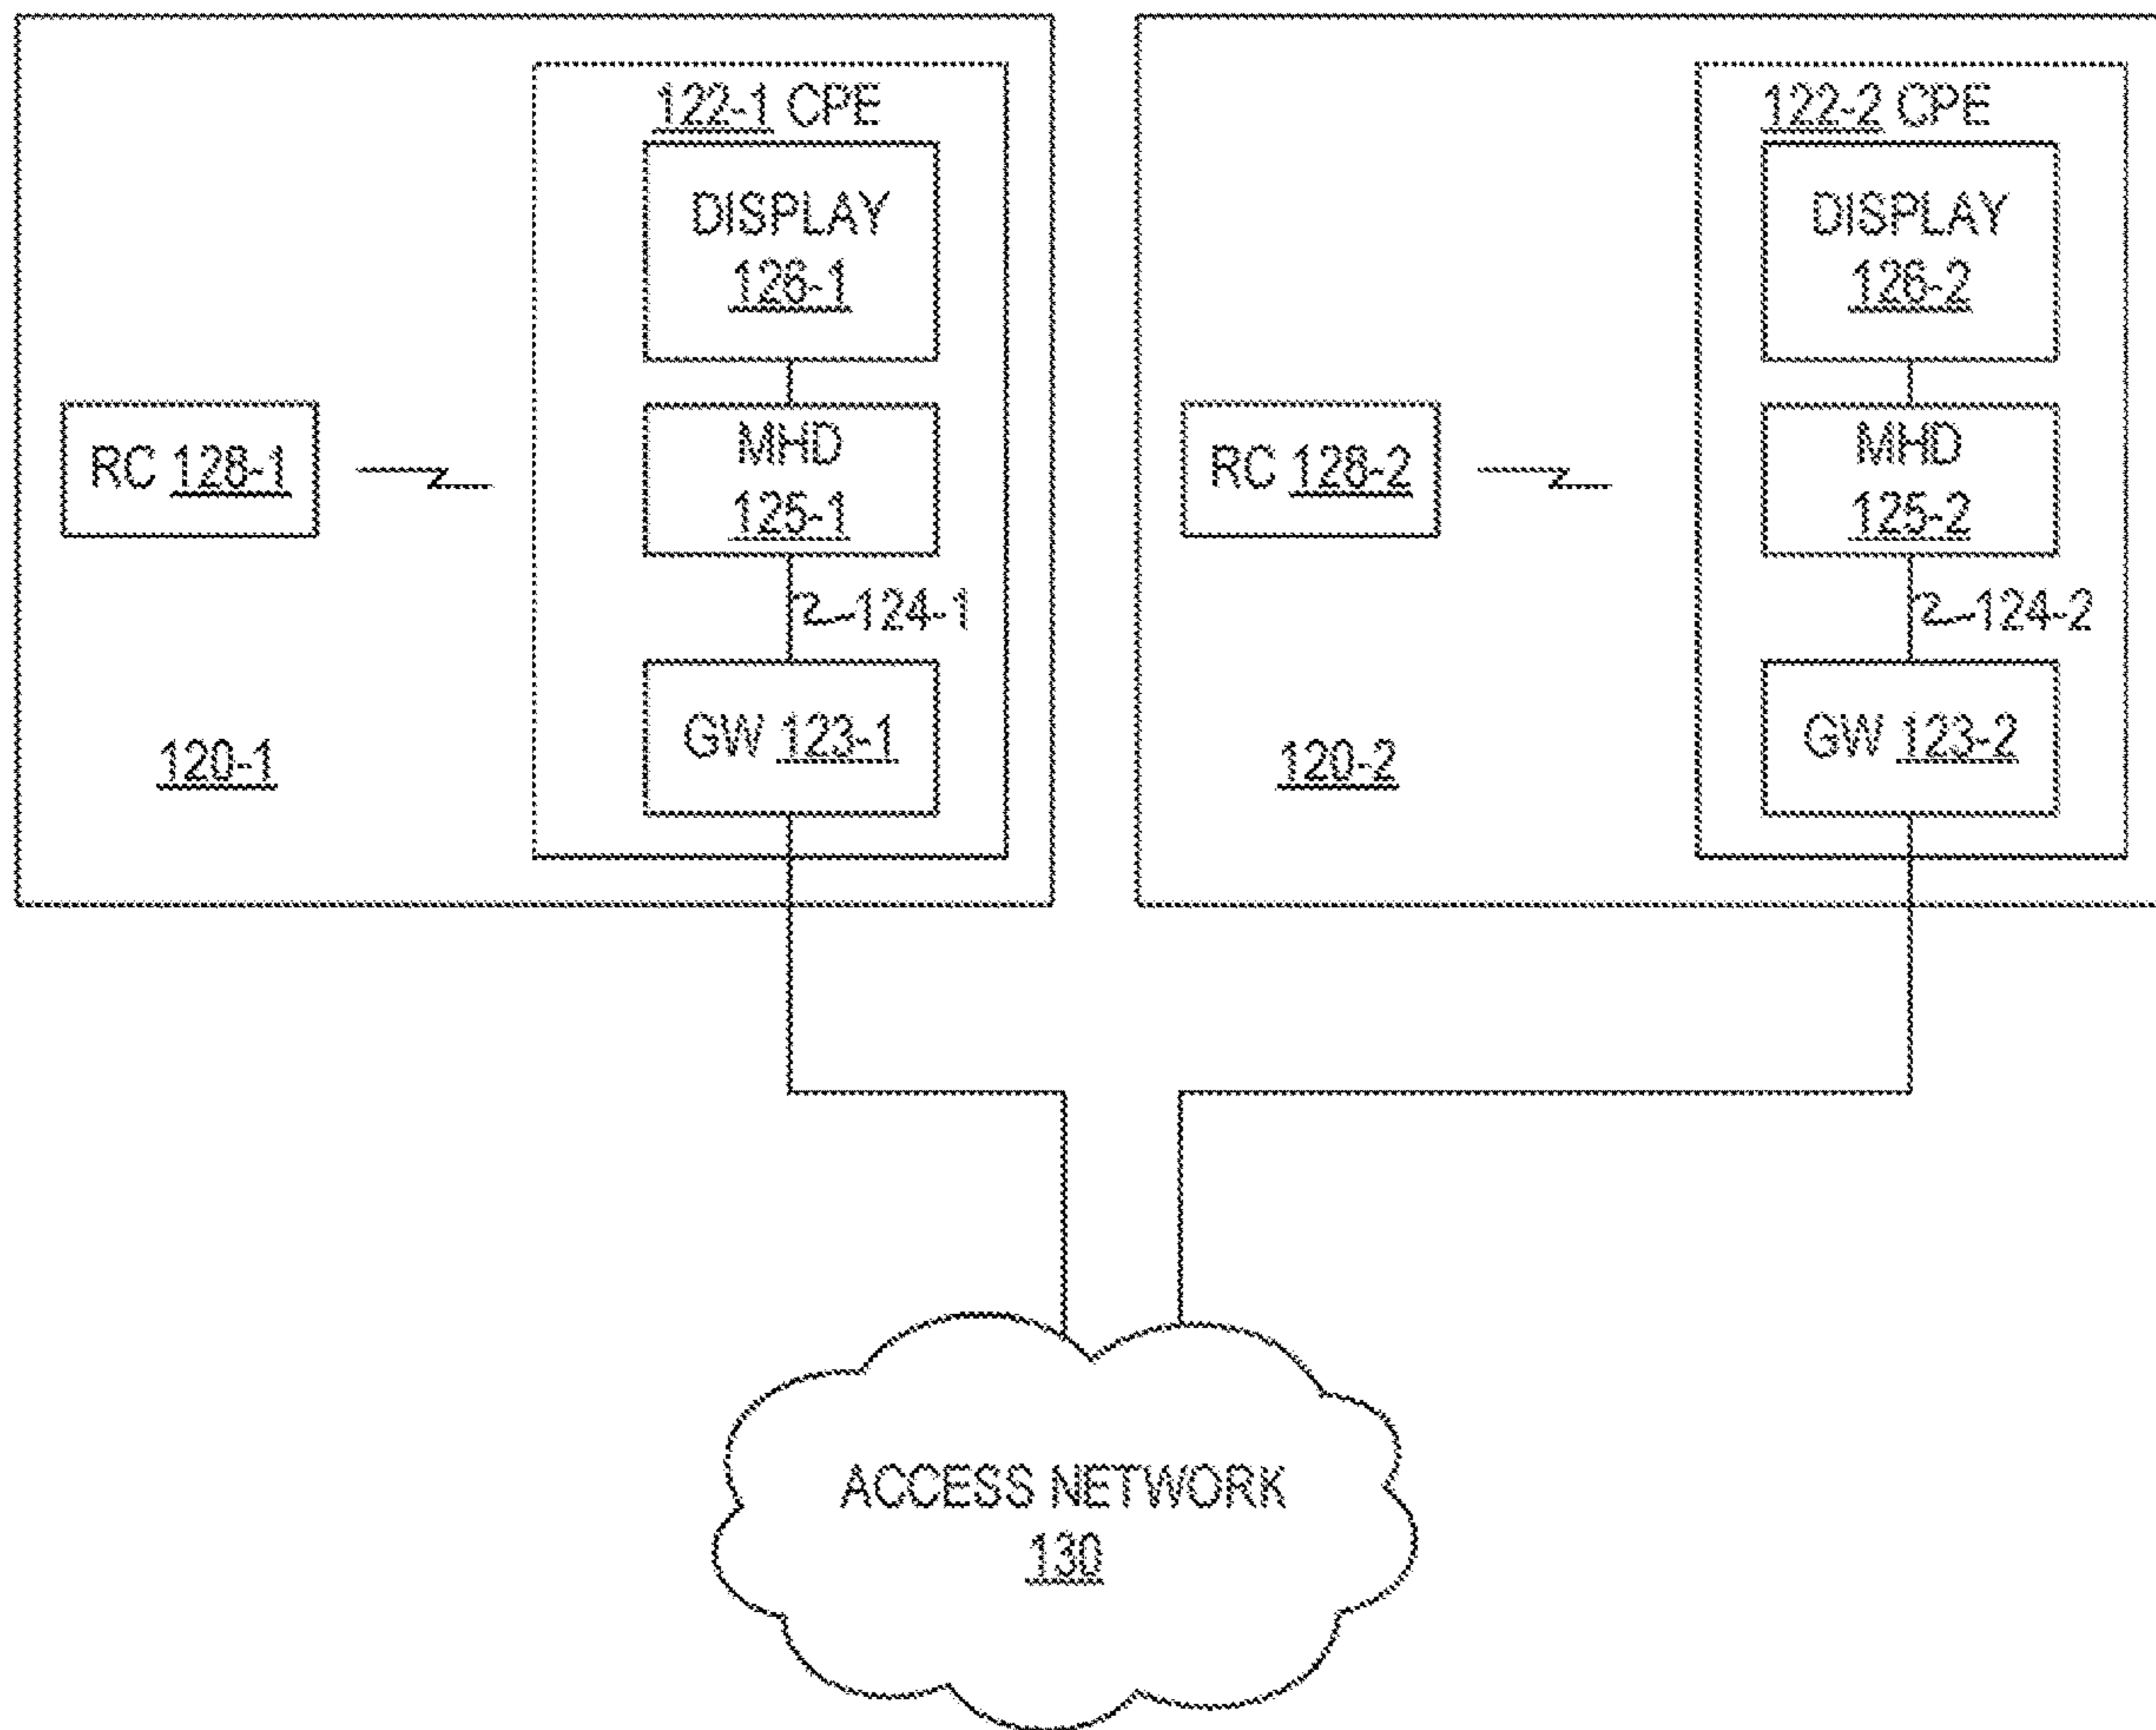 122-1 CPE
DISPLAY
126-1
RC 128-1
MHD
125-1
124-1
GW 123-1
120-1
122-2 CPE
DISPLAY
126-2
RC 128-2
MHD
125-2
124-2
GW 123-2
120-2
ACCESS NETWORK
130